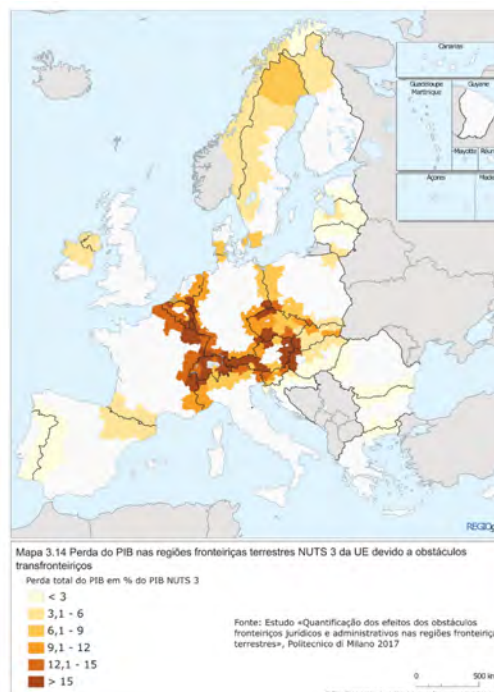 Canarias
Guadeloupe
Martinique
Guyane
Mayotte
Açores
REGIO
Mapa 3.14 Perda do PIB nas regiões fronteiriças terrestres NUTS 3 da UE devido a obstáculos
transfronteiriços
Perda total do PIB em % do PIB NUTS 3
< 3
3,1 - 6
6,1 - 9
9,1 - 12
12,1 - 15
> 15
Fonte: Estudo «Quantificação dos efeitos dos obstáculos
fronteiriços jurídicos e administrativos nas regiões fronteiriça
terrestres», Politecnico di Milano 2017
0 500 km